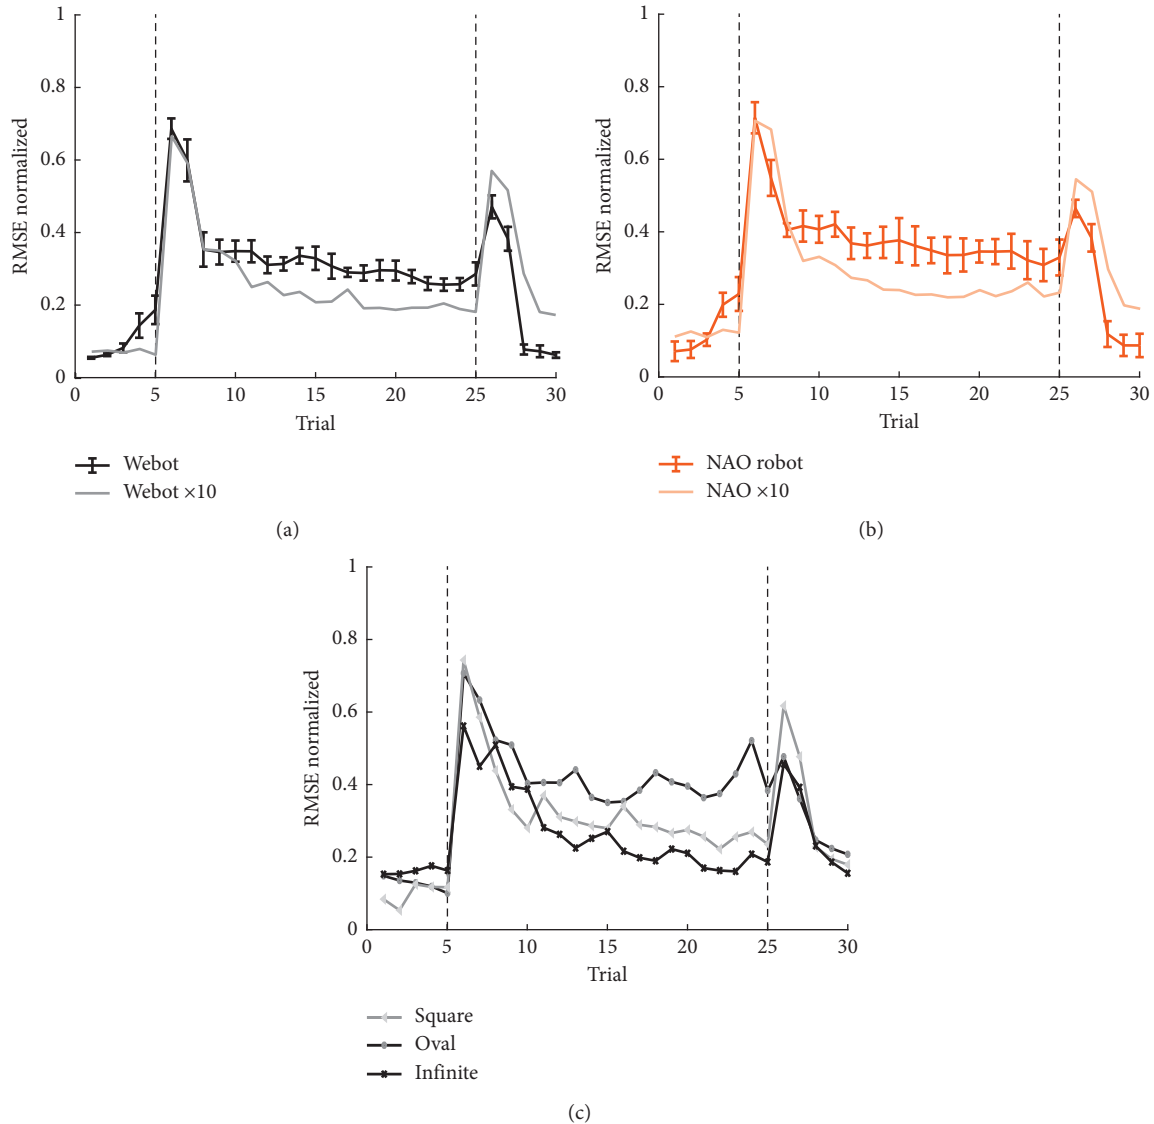 1
0.8
0.6
0.4
0.2
0
RMSE normalized
0 5 10 15 20 25 30
Trial
Webot
Webot ×10
(a)
1
0.8
0.6
0.4
0.2
0
RMSE normalized
0 5 10 15 20 25 30
Trial
NAO robot
NAO ×10
(b)
1
0.8
0.6
0.4
0.2
0
RMSE normalized
0 5 10 15 20 25 30
Trial
Square
Oval
Infinite
(c)